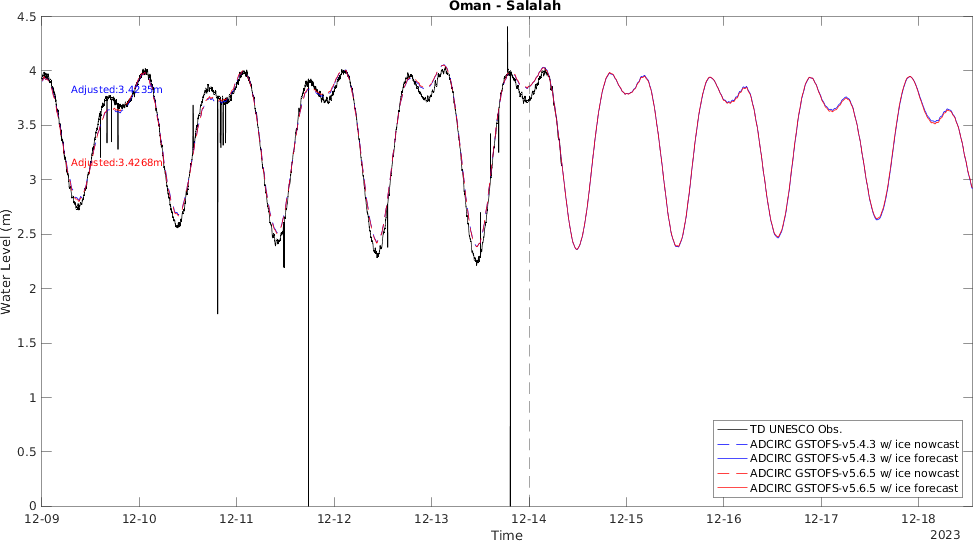 Oman - Salalah
4.5
4
3.5
3
2.5
2
1.5
1
0.5
0
Water Level (m)
Adjusted:3.4235m
Adjusted:3.4268m
TD UNESCO Obs.
ADCIRC GSTOFS-v5.4.3 w/ ice nowcast
ADCIRC GSTOFS-v5.4.3 w/ ice forecast
ADCIRC GSTOFS-v5.6.5 w/ ice nowcast
ADCIRC GSTOFS-v5.6.5 w/ ice forecast
12-09 12-10 12-11 12-12 12-13 12-14 12-15 12-16 12-17 12-18
Time
2023